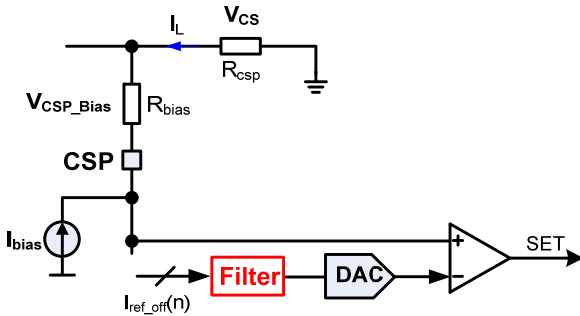 V_CS
I_L
R_csp
V_CSP_Bias
R_bias
CSP
I_bias
+
SET
Filter
DAC
−
I_ref_off(n)